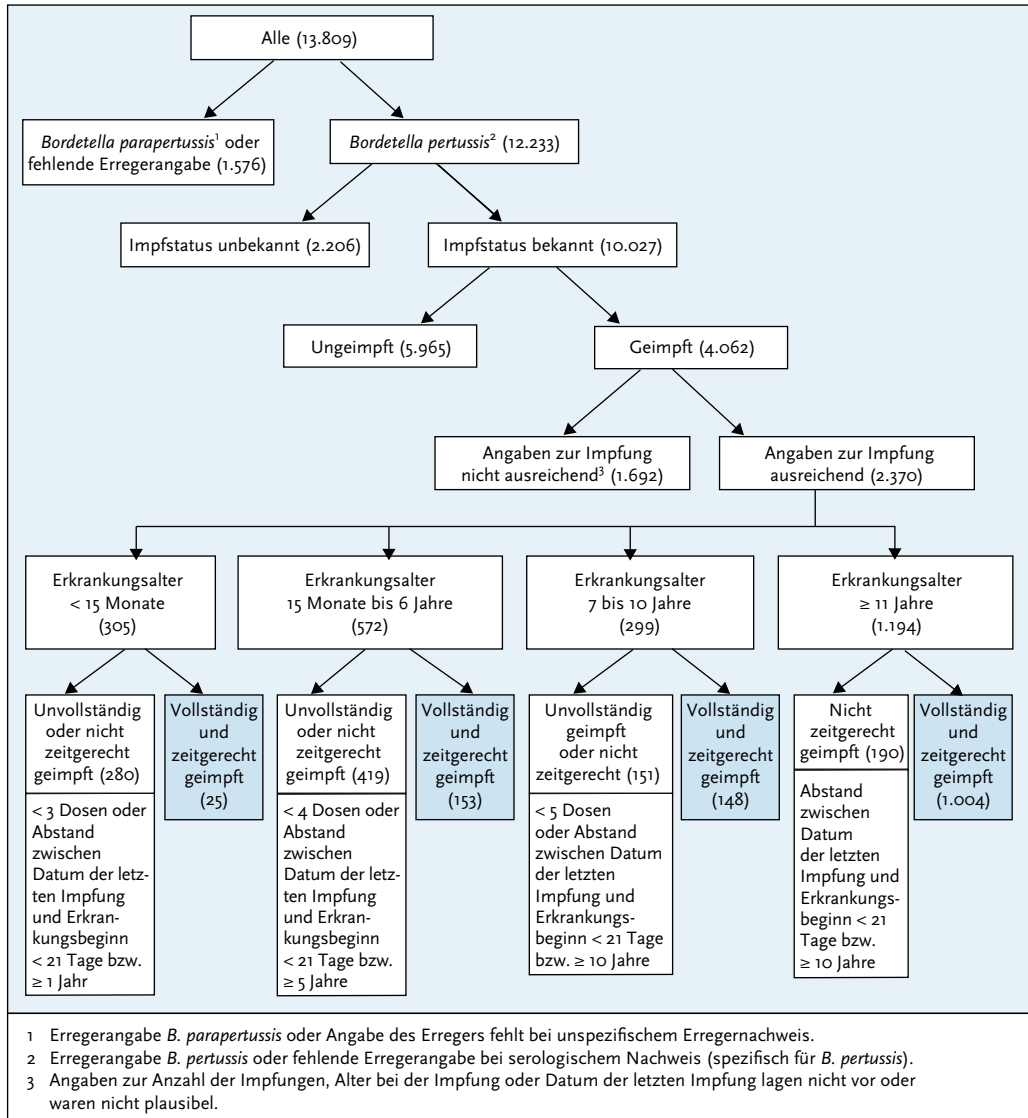 Alle (13.809)
Bordetella parapertussis¹ oder
fehlende Erregerangabe (1.576)
Bordetella pertussis² (12.233)
Impfstatus unbekannt (2.206)
Impfstatus bekannt (10.027)
Ungeimpft (5.965)
Geimpft (4.062)
Angaben zur Impfung
nicht ausreichend³ (1.692)
Angaben zur Impfung
ausreichend (2.370)
Erkrankungsalter
< 15 Monate
(305)
Erkrankungsalter
15 Monate bis 6 Jahre
(572)
Erkrankungsalter
7 bis 10 Jahre
(299)
Erkrankungsalter
≥ 11 Jahre
(1.194)
Unvollständig
oder nicht
zeitgerecht
geimpft (280)
< 3 Dosen oder
Abstand
zwischen
Datum der letz-
ten Impfung
und Erkran-
kungsbeginn
< 21 Tage bzw.
≥ 1 Jahr
Vollständig
und
zeitgerecht
geimpft
(25)
Unvollständig
oder nicht
zeitgerecht
geimpft (419)
< 4 Dosen oder
Abstand
zwischen
Datum der letz-
ten Impfung
und Erkran-
kungsbeginn
< 21 Tage bzw.
≥ 5 Jahre
Vollständig
und
zeitgerecht
geimpft
(153)
Unvollständig
geimpft
oder nicht
zeitgerecht (151)
< 5 Dosen
oder Abstand
zwischen Datum
der letzten
Impfung und
Erkrankungs-
beginn < 21 Tage
bzw. ≥ 10 Jahre
Vollständig
und
zeitgerecht
geimpft
(148)
Nicht
zeitgerecht
geimpft (190)
Abstand
zwischen
Datum
der letzten
Impfung und
Erkrankungs-
beginn < 21
Tage bzw.
≥ 10 Jahre
Vollständig
und
zeitgerecht
geimpft
(1.004)
1 Erregerangabe B. parapertussis oder Angabe des Erregers fehlt bei unspezifischem Erregernachweis.
2 Erregerangabe B. pertussis oder fehlende Erregerangabe bei serologischem Nachweis (spezifisch für B. pertussis).
3 Angaben zur Anzahl der Impfungen, Alter bei der Impfung oder Datum der letzten Impfung lagen nicht vor oder
waren nicht plausibel.